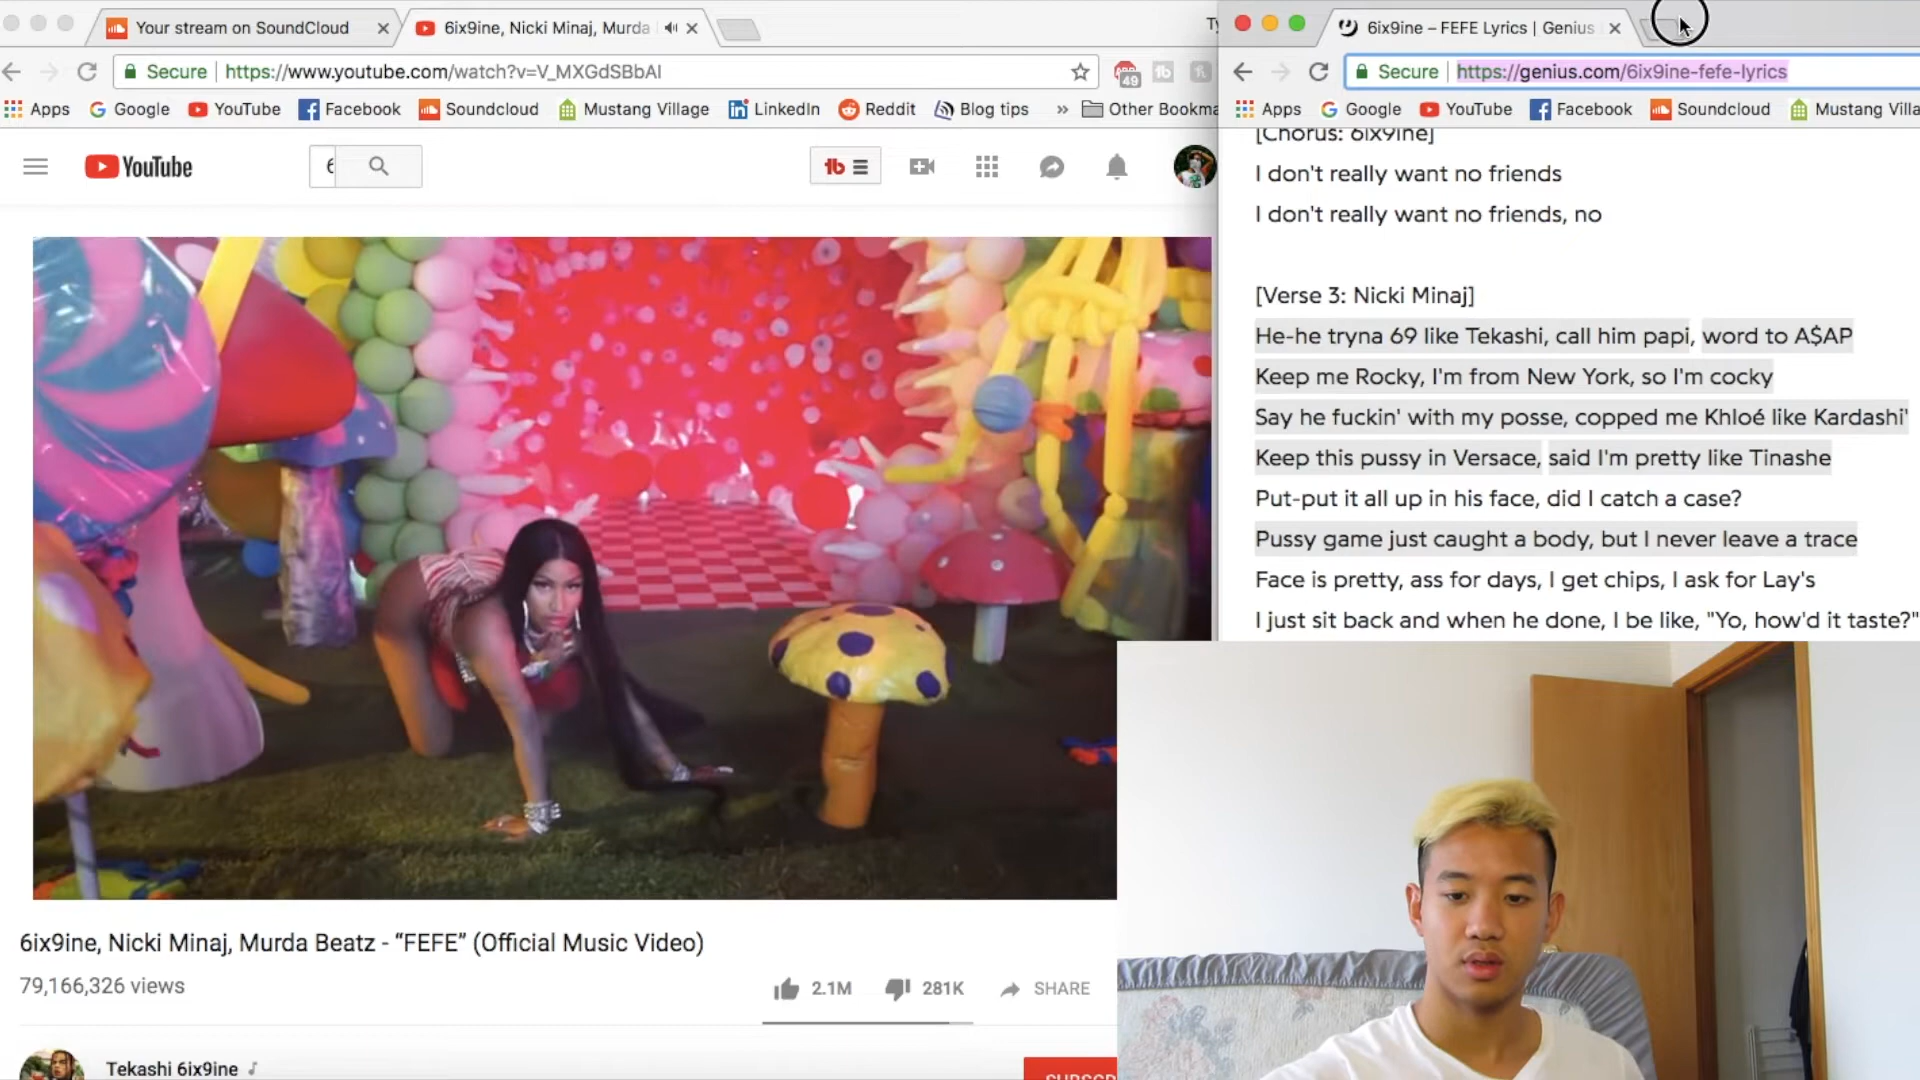 Your stream on SoundCloud
6ix9ine, Nicki Minaj, Murda
Secure
https://www.youtube.com/watch?v=V_MXGdSBbAI
49
Apps
Google
YouTube
Facebook
Soundcloud
Mustang Village
LinkedIn
Reddit
Blog tips
»
Other Bookma
YouTube
6
tb
6ix9ine, Nicki Minaj, Murda Beatz - “FEFE” (Official Music Video)
79,166,326 views
2.1M
281K
SHARE
Tekashi 6ix9ine
SUBSCR
6ix9ine – FEFE Lyrics | Genius
Secure
https://genius.com/6ix9ine-fefe-lyrics
Apps
Google
YouTube
Facebook
Soundcloud
Mustang Villa
[Chorus: 6ix9ine]
I don't really want no friends
I don't really want no friends, no
[Verse 3: Nicki Minaj]
He-he tryna 69 like Tekashi, call him papi, word to A$AP
Keep me Rocky, I'm from New York, so I'm cocky
Say he fuckin' with my posse, copped me Khloé like Kardashi'
Keep this pussy in Versace, said I'm pretty like Tinashe
Put-put it all up in his face, did I catch a case?
Pussy game just caught a body, but I never leave a trace
Face is pretty, ass for days, I get chips, I ask for Lay's
I just sit back and when he done, I be like, "Yo, how'd it taste?"